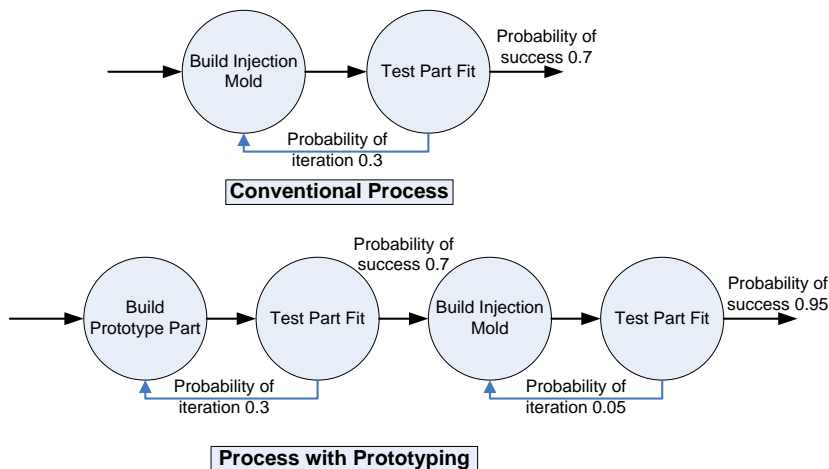 Build Injection
Mold
Test Part Fit
Probability of
success 0.7
Probability of
iteration 0.3
Conventional Process
Build
Prototype Part
Test Part Fit
Probability of
success 0.7
Build Injection
Mold
Test Part Fit
Probability of
success 0.95
Probability of
iteration 0.3
Probability of
iteration 0.05
Process with Prototyping